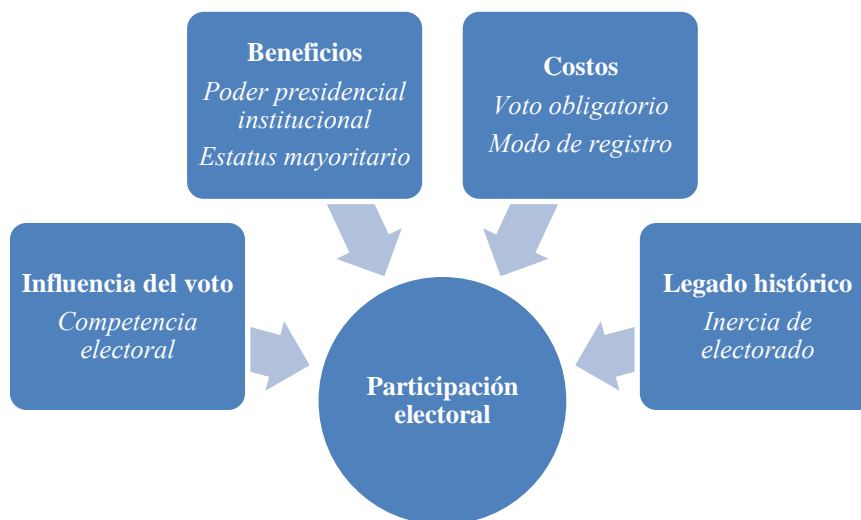 Beneficios
Poder presidencial
institucional
Estatus mayoritario
Costos
Voto obligatorio
Modo de registro
Influencia del voto
Competencia
electoral
Legado histórico
Inercia de
electorado
Participación
electoral